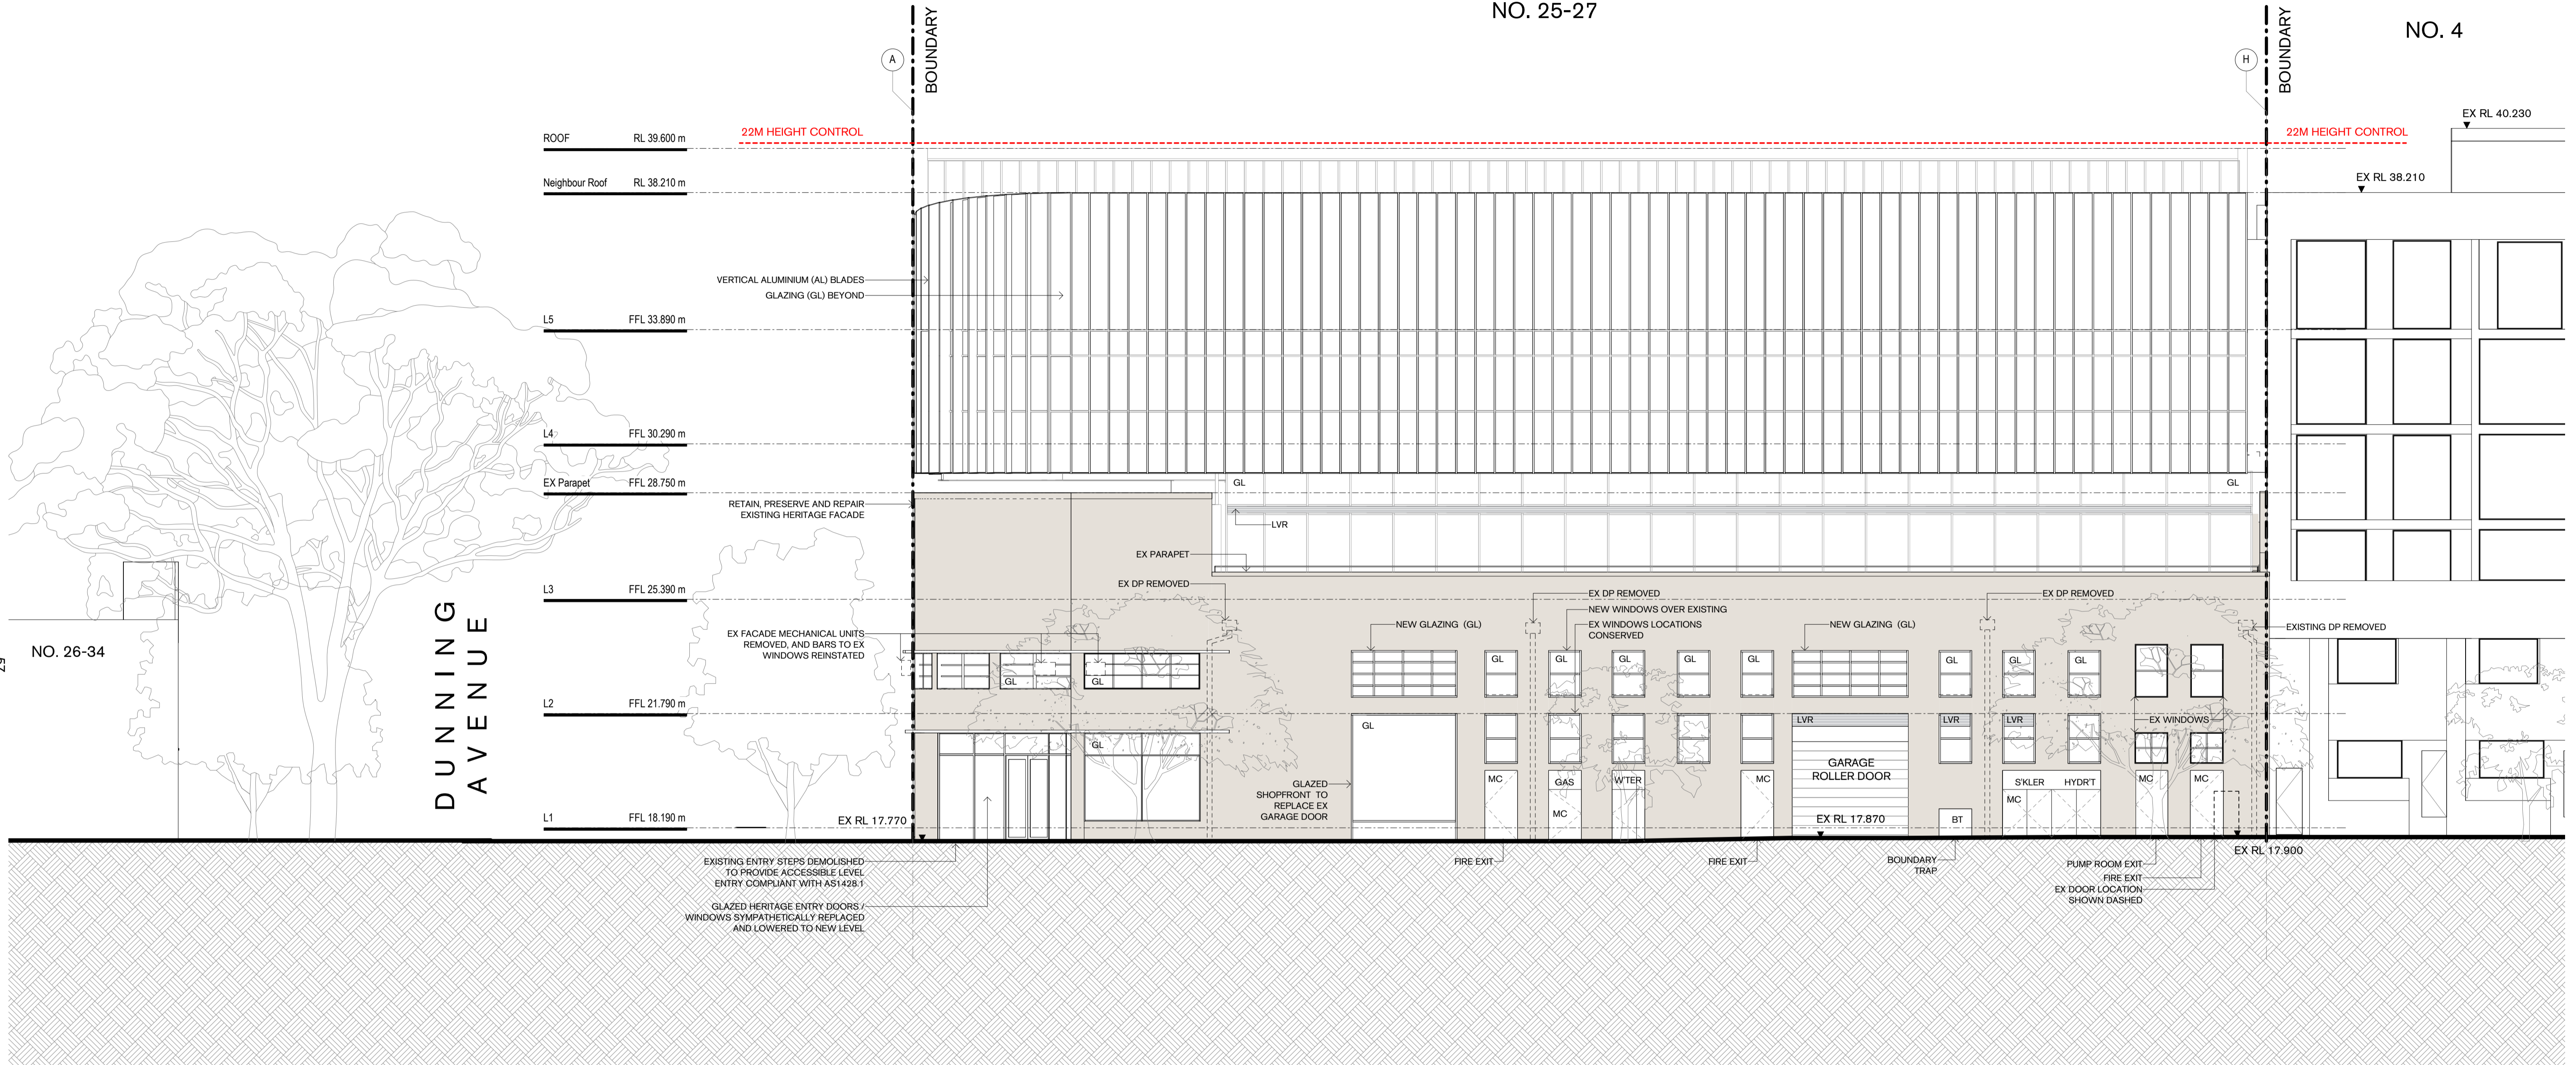 NO. 25-27
NO. 4
BOUNDARY
BOUNDARY
A
H
EX RL 40.230
22M HEIGHT CONTROL
22M HEIGHT CONTROL
ROOF RL 39.600 m
Neighbour Roof RL 38.210 m
EX RL 38.210
VERTICAL ALUMINIUM (AL) BLADES
GLAZING (GL) BEYOND
L5 FFL 33.890 m
L4 FFL 30.290 m
EX Parapet FFL 28.750 m
GL
GL
RETAIN, PRESERVE AND REPAIR
EXISTING HERITAGE FACADE
LVR
EX PARAPET
EX DP REMOVED
L3 FFL 25.390 m
EX DP REMOVED
EX DP REMOVED
NEW WINDOWS OVER EXISTING
EX WINDOWS LOCATIONS
CONSERVED
NEW GLAZING (GL)
NEW GLAZING (GL)
EXISTING DP REMOVED
EX FACADE MECHANICAL UNITS
REMOVED, AND BARS TO EX
WINDOWS REINSTATED
NO. 26-34
57
DUNNING
AVENUE
GL
GL
GL
GL
GL
GL
GL
GL
GL
GL
L2 FFL 21.790 m
GL
GL
LVR
LVR
LVR
EX WINDOWS
GARAGE
ROLLER DOOR
GLAZED
SHOPFRONT TO
REPLACE EX
GARAGE DOOR
MC
GAS
MC
W'TER
MC
S'KLER HYDR'T
MC
MC
MC
BT
L1 FFL 18.190 m
EX RL 17.770
EX RL 17.870
EX RL 17.900
EXISTING ENTRY STEPS DEMOLISHED
TO PROVIDE ACCESSIBLE LEVEL
ENTRY COMPLIANT WITH AS1428.1
FIRE EXIT
FIRE EXIT
BOUNDARY
TRAP
PUMP ROOM EXIT
FIRE EXIT
EX DOOR LOCATION
SHOWN DASHED
GLAZED HERITAGE ENTRY DOORS /
WINDOWS SYMPATHETICALLY REPLACED
AND LOWERED TO NEW LEVEL